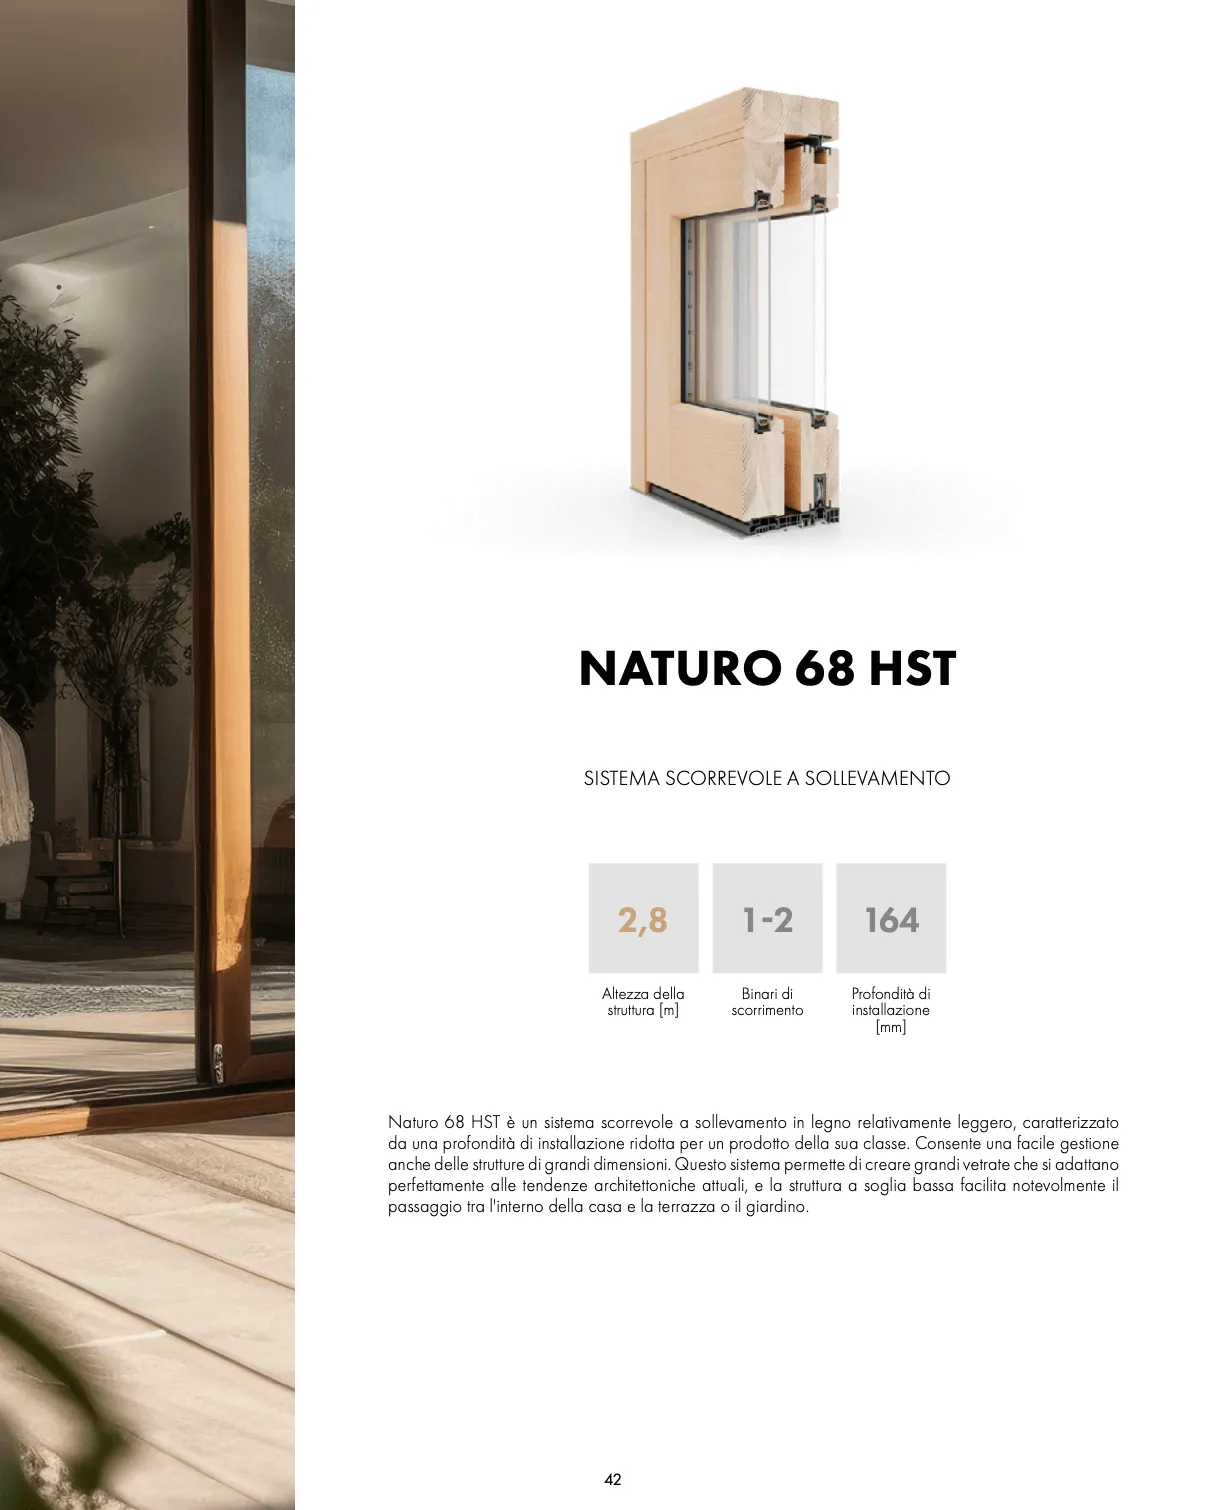 NATURO 68 HST
SISTEMA SCORREVOLE A SOLLEVAMENTO
2,8
1-2
164
Altezza della
struttura [m]
Binari di
scorrimento
Profondità di
installazione
[mm]
Naturo 68 HST è un sistema scorrevole a sollevamento in legno relativamente leggero, caratterizzato
da una profondità di installazione ridotta per un prodotto della sua classe. Consente una facile gestione
anche delle strutture di grandi dimensioni. Questo sistema permette di creare grandi vetrate che si adattano
perfettamente alle tendenze architettoniche attuali, e la struttura a soglia bassa facilita notevolmente il
passaggio tra l'interno della casa e la terrazza o il giardino.
42